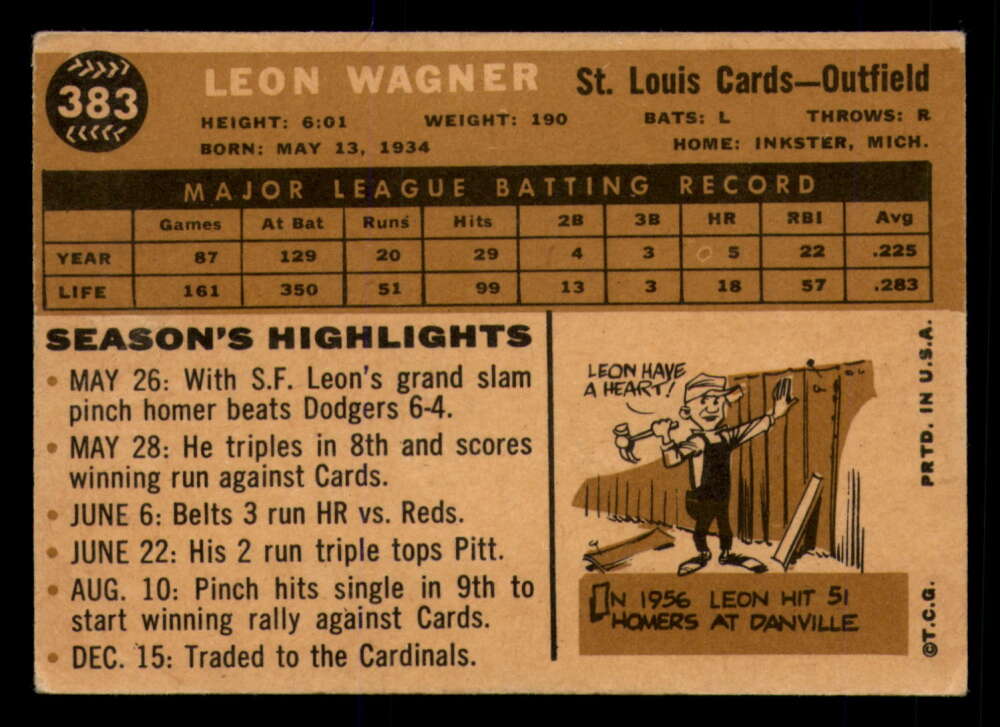 383
LEON WAGNER St. Louis Cards—Outfield
HEIGHT: 6:01 WEIGHT: 190 BATS: L THROWS: R
BORN: MAY 13, 1934 HOME: INKSTER, MICH.
MAJOR LEAGUE BATTING RECORD
Games At Bat Runs Hits 2B 3B HR RBI Avg
YEAR 87 129 20 29 4 3 5 22 .225
LIFE 161 350 51 99 13 3 18 57 .283
SEASON'S HIGHLIGHTS
• MAY 26: With S.F. Leon's grand slam
pinch homer beats Dodgers 6-4.
• MAY 28: He triples in 8th and scores
winning run against Cards.
• JUNE 6: Belts 3 run HR vs. Reds.
• JUNE 22: His 2 run triple tops Pitt.
• AUG. 10: Pinch hits single in 9th to
start winning rally against Cards.
• DEC. 15: Traded to the Cardinals.
LEON HAVE
A HEART!
IN 1956 LEON HIT 51
HOMERS AT DANVILLE
©T.C.G. PRTD. IN U.S.A.